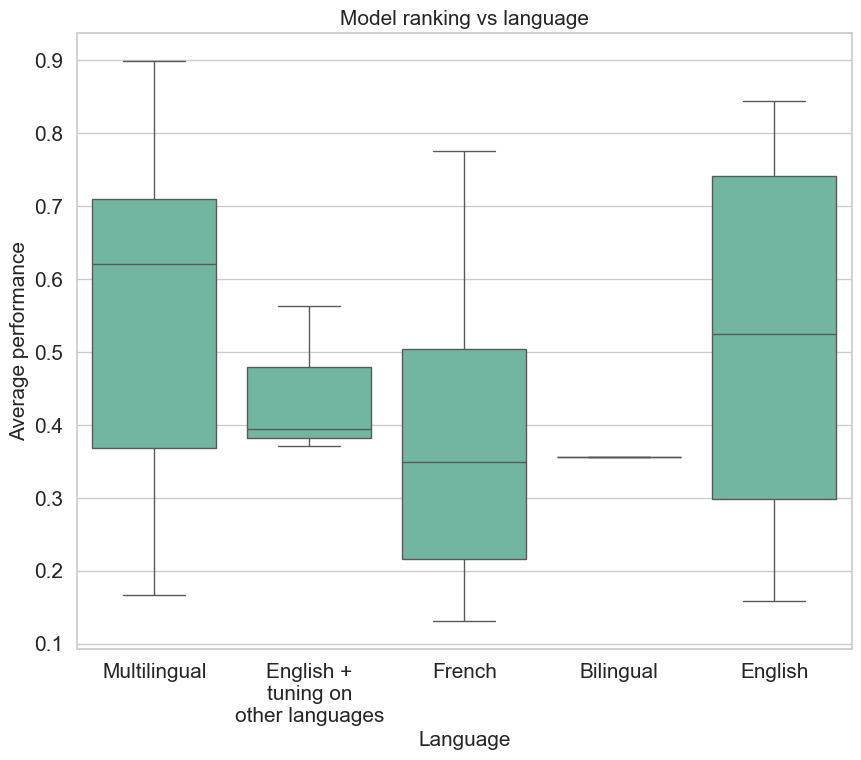 Model ranking vs language
Average performance
0.9
0.8
0.7
0.6
0.5
0.4
0.3
0.2
0.1
Multilingual
English +
tuning on
other languages
French
Bilingual
English
Language